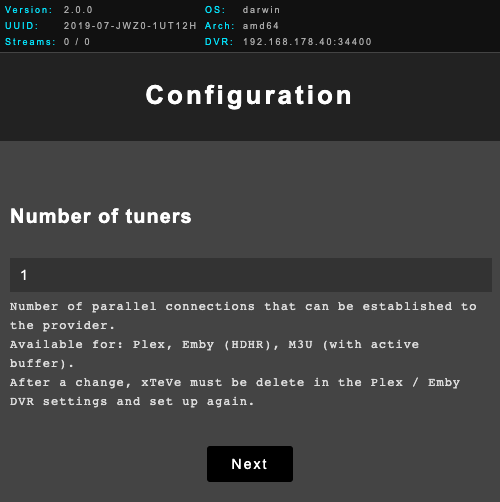 Version: 2.0.0 OS: darwin
UUID: 2019-07-JWZ0-1UT12H Arch: amd64
Streams: 0 / 0 DVR: 192.168.178.40:34400
Configuration
Number of tuners
1
Number of parallel connections that can be established to
the provider.
Available for: Plex, Emby (HDHR), M3U (with active
buffer).
After a change, xTeVe must be delete in the Plex / Emby
DVR settings and set up again.
Next